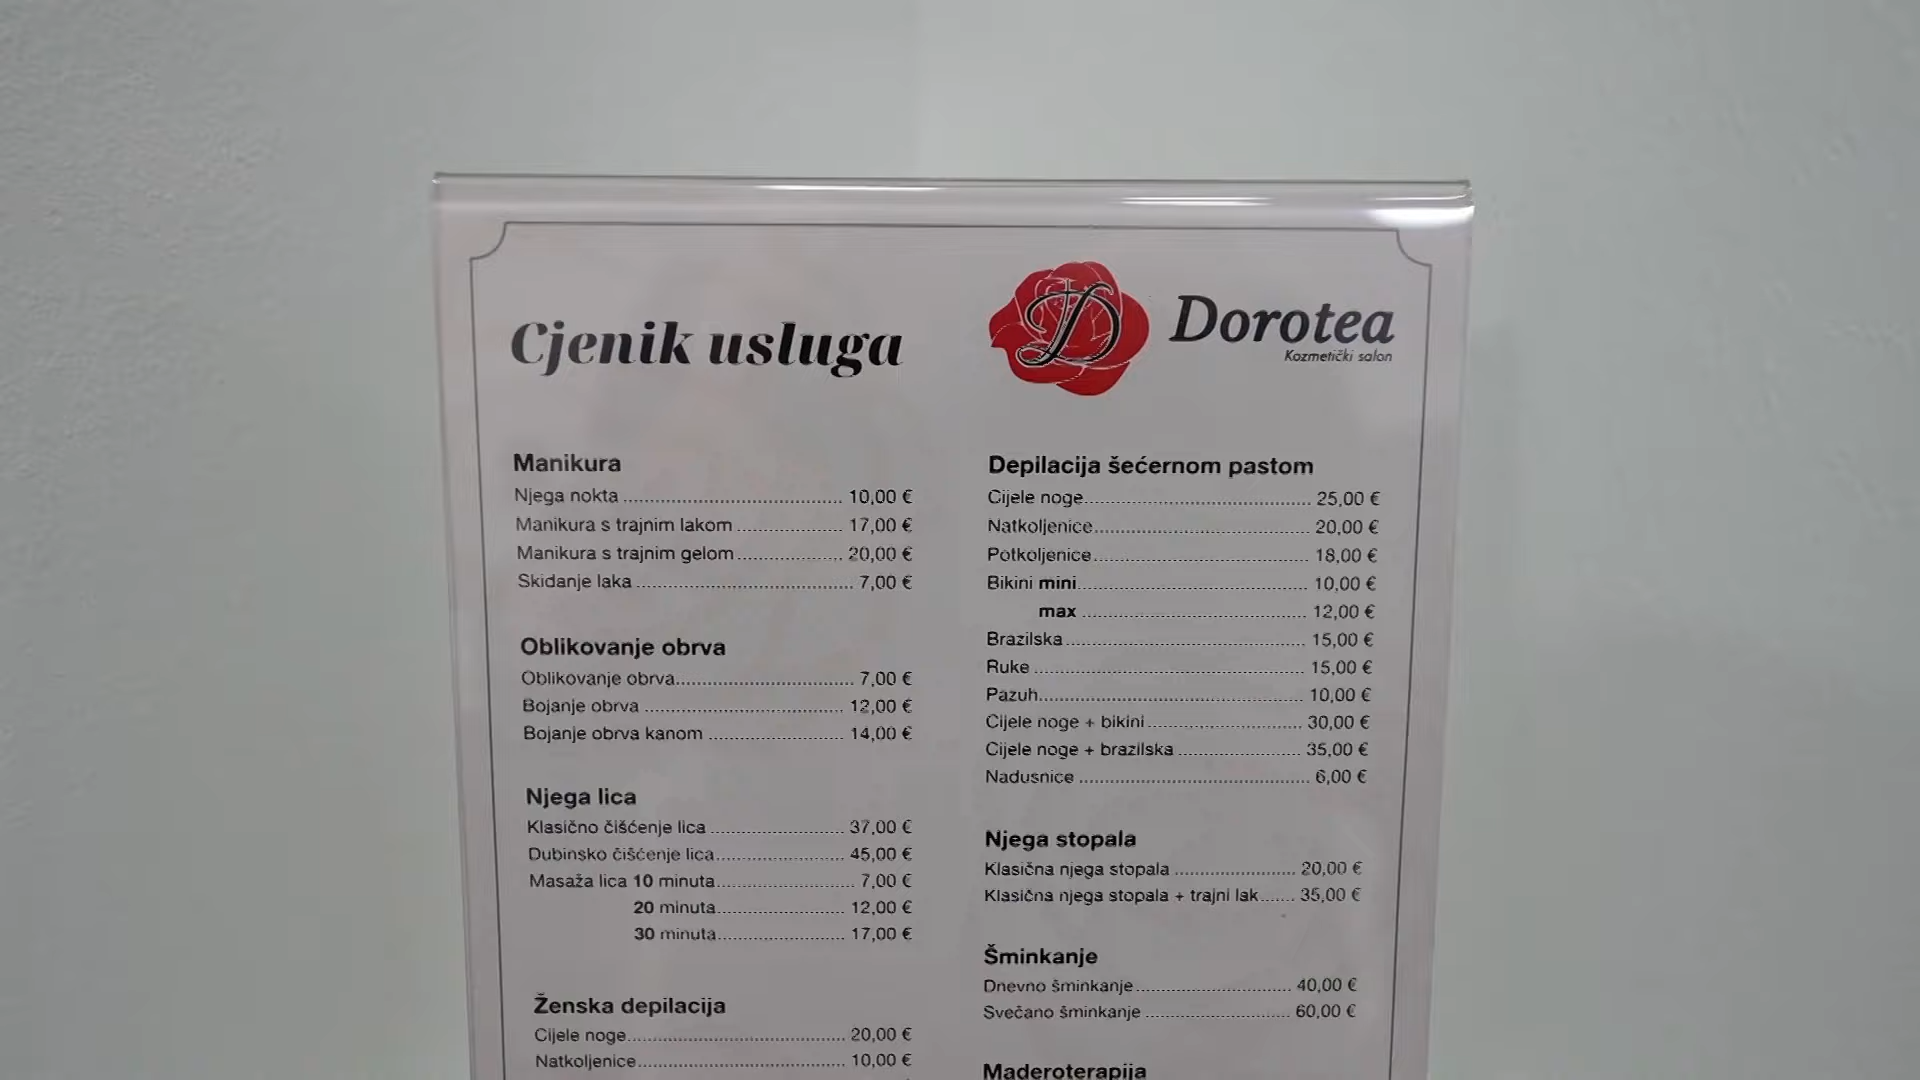 Cjenik usluga
D
Dorotea
Kozmetički salon
Manikura
Njega nokta ........................................ 10,00 €
Manikura s trajnim lakom ................... 17,00 €
Manikura s trajnim gelom ................... 20,00 €
Skidanje laka ....................................... 7,00 €
Oblikovanje obrva
Oblikovanje obrva................................ 7,00 €
Bojanje obrva .................................... 12,00 €
Bojanje obrva kanom ........................ 14,00 €
Njega lica
Klasično čišćenje lica ........................ 37,00 €
Dubinsko čišćenje lica....................... 45,00 €
Masaža lica 10 minuta......................... 7,00 €
20 minuta....................... 12,00 €
30 minuta....................... 17,00 €
Ženska depilacija
Cijele noge........................................ 20,00 €
Natkoljenice...................................... 10,00 €
Depilacija šećernom pastom
Cijele noge......................................... 25,00 €
Natkoljenice....................................... 20,00 €
Potkoljenice....................................... 18,00 €
Bikini mini.......................................... 10,00 €
max ......................................... 12,00 €
Brazilska ........................................... 15,00 €
Ruke ................................................. 15,00 €
Pazuh................................................ 10,00 €
Cijele noge + bikini ............................ 30,00 €
Cijele noge + brazilska ...................... 35,00 €
Nadusnice .......................................... 6,00 €
Njega stopala
Klasična njega stopala ...................... 20,00 €
Klasična njega stopala + trajni lak....... 35,00 €
Šminkanje
Dnevno šminkanje............................. 40,00 €
Svečano šminkanje ........................... 60,00 €
Maderoterapija